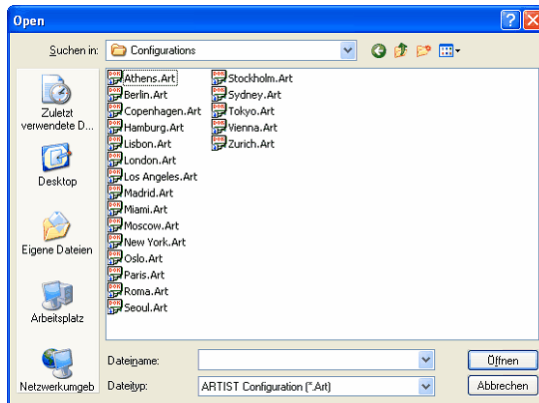 Open
Suchen in:
Configurations
Zuletzt
verwendete D...
Desktop
Eigene Dateien
Arbeitsplatz
Netzwerkumgeb
Athens.Art
Berlin.Art
Copenhagen.Art
Hamburg.Art
Lisbon.Art
London.Art
Los Angeles.Art
Madrid.Art
Miami.Art
Moscow.Art
New York.Art
Oslo.Art
Paris.Art
Roma.Art
Seoul.Art
Stockholm.Art
Sydney.Art
Tokyo.Art
Vienna.Art
Zurich.Art
Dateiname:
Öffnen
Dateityp:
ARTIST Configuration (*.Art)
Abbrechen